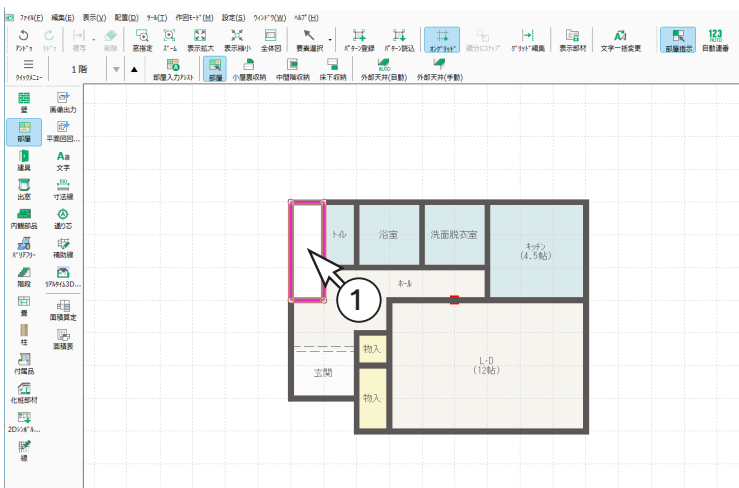 ファイル(F) 編集(E) 表示(V) 配置(D) ツール(T) 作図モード(M) 設定(S) ウィンドウ(W) ヘルプ(H)
アンドゥ リドゥ 複写 削除 窓指定 ズーム 表示拡大 表示縮小 全体図 要素選択 パターン登録 パターン読込 オングリッド 線分にスナップ グリッド編集 表示部材 文字一括変更 部屋指示 自動連番
クイックメニュー 1 階 部屋入力アシスト 部屋 小屋裏収納 中間階収納 床下収納 外部天井(自動) 外部天井(手動)
壁 画像出力
部屋 平面図図...
建具 文字
出窓 寸法線
内観部品 通り芯
バリアフリー 補助線
階段 リアルタイム3D...
畳 面積算定
柱 面積表
付属品
化粧部材
2Dシンボル...
線
トイレ 浴室 洗面脱衣室 キッチン
(4.5帖)
ホール
1
物入 L・D
(12帖)
玄関
物入